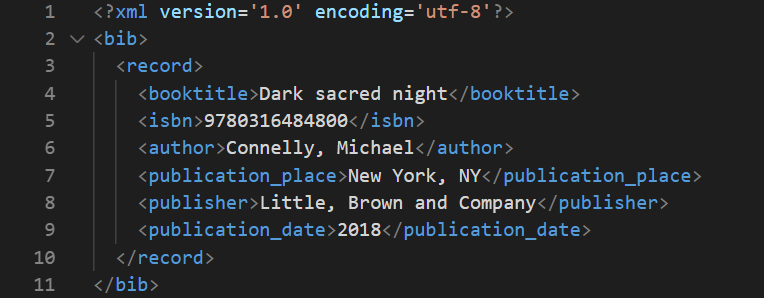 1 <?xml version='1.0' encoding='utf-8'?>
2 <bib>
3 <record>
4 <booktitle>Dark sacred night</booktitle>
5 <isbn>9780316484800</isbn>
6 <author>Connelly, Michael</author>
7 <publication_place>New York, NY</publication_place>
8 <publisher>Little, Brown and Company</publisher>
9 <publication_date>2018</publication_date>
10 </record>
11 </bib>